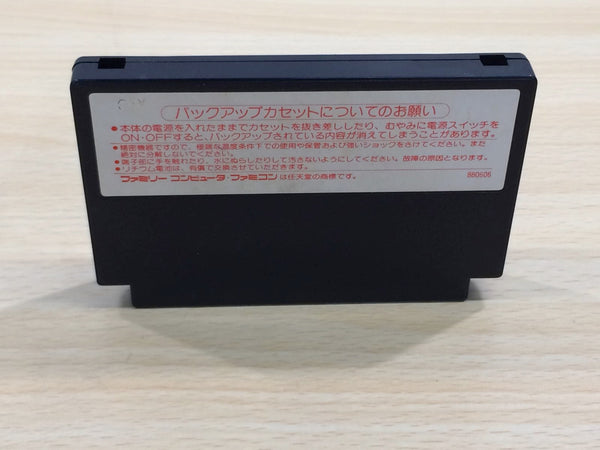 バックアップカセットについてのお願い
●本体の電源を入れたままでカセットを抜き差ししたり、むやみに電源スイッチを
ON・OFFすると、バックアップされている内容が消えてしまうことがあります。
●精密機器ですので、極端な温度条件下での使用や保管および強いショックをさけてください。また
絶対に分解しないでください。
●端子部に手を触れたり、水にぬらしたりして汚さないようにしてください。故障の原因となります。
●リチウム電池は、有償で交換させていただきます。
ファミリーコンピュータ・ファミコンは任天堂の商標です。
880606